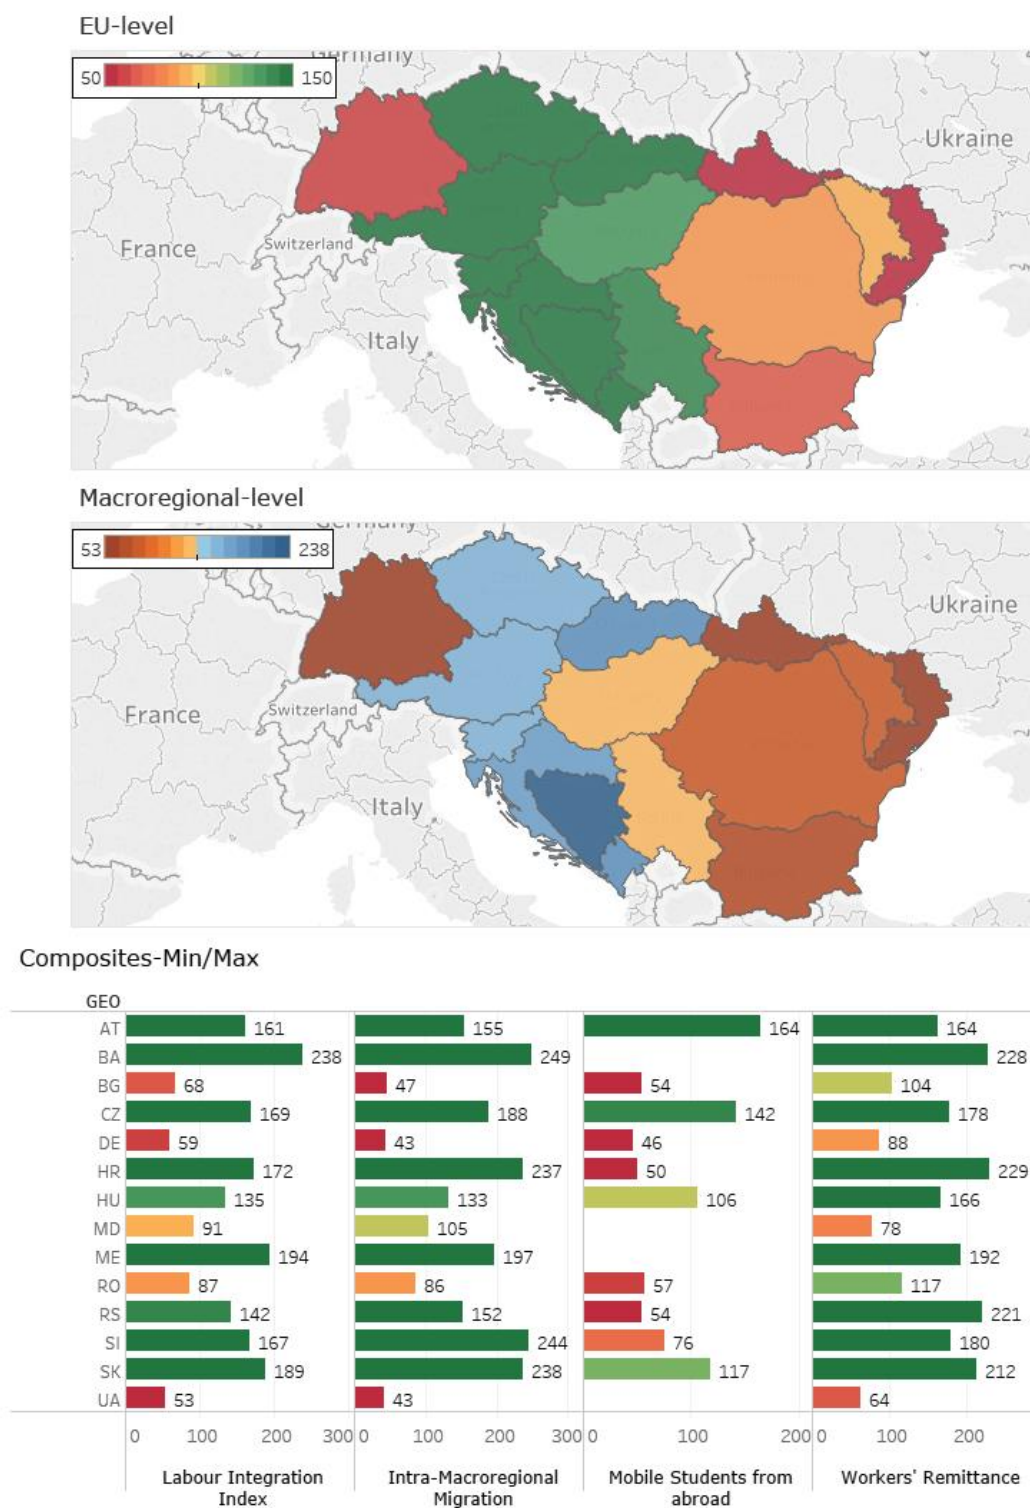 EU-level
Germany
50 150
Ukraine
France
Switzerland
Italy
Macroregional-level
Germany
53 238
Ukraine
France
Switzerland
Italy
Composites-Min/Max
GEO
AT 161 155 164 164
BA 238 249 228
BG 68 47 54 104
CZ 169 188 142 178
DE 59 43 46 88
HR 172 237 50 229
HU 135 133 106 166
MD 91 105 78
ME 194 197 192
RO 87 86 57 117
RS 142 152 54 221
SI 167 244 76 180
SK 189 238 117 212
UA 53 43 64
0 100 200 300 0 100 200 300 0 100 200 0 100 200
Labour Integration Intra-Macroregional Mobile Students from Workers' Remittance
Index Migration abroad